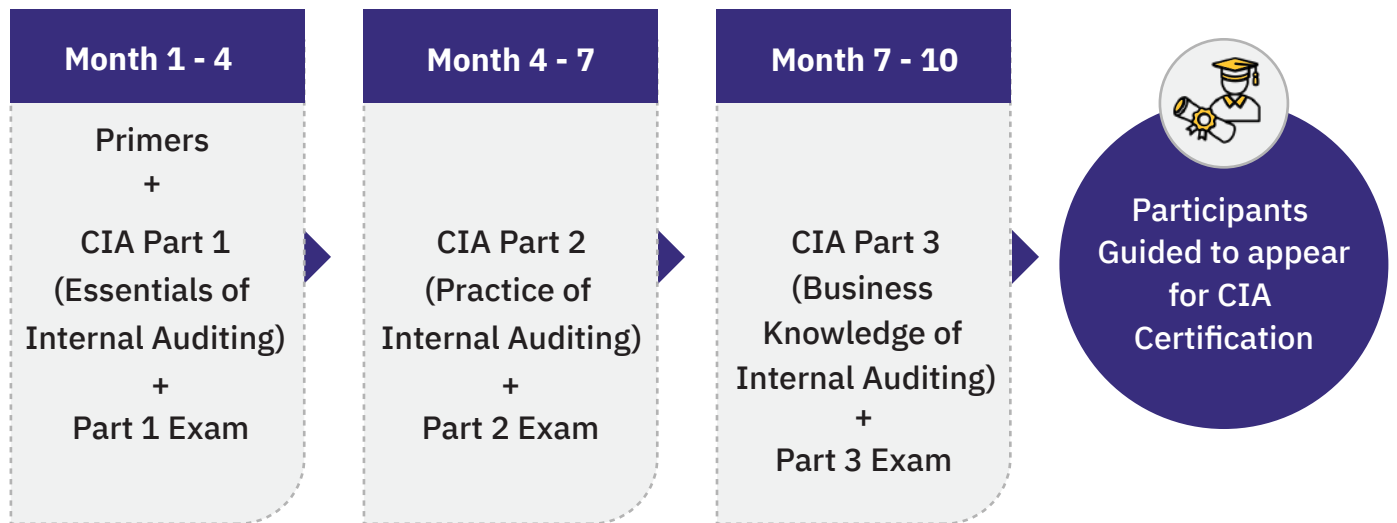 Month 1 - 4
Primers
+
CIA Part 1
(Essentials of
Internal Auditing)
+
Part 1 Exam
Month 4 - 7
CIA Part 2
(Practice of
Internal Auditing)
+
Part 2 Exam
Month 7 - 10
CIA Part 3
(Business
Knowledge of
Internal Auditing)
+
Part 3 Exam
Participants
Guided to appear
for CIA
Certification